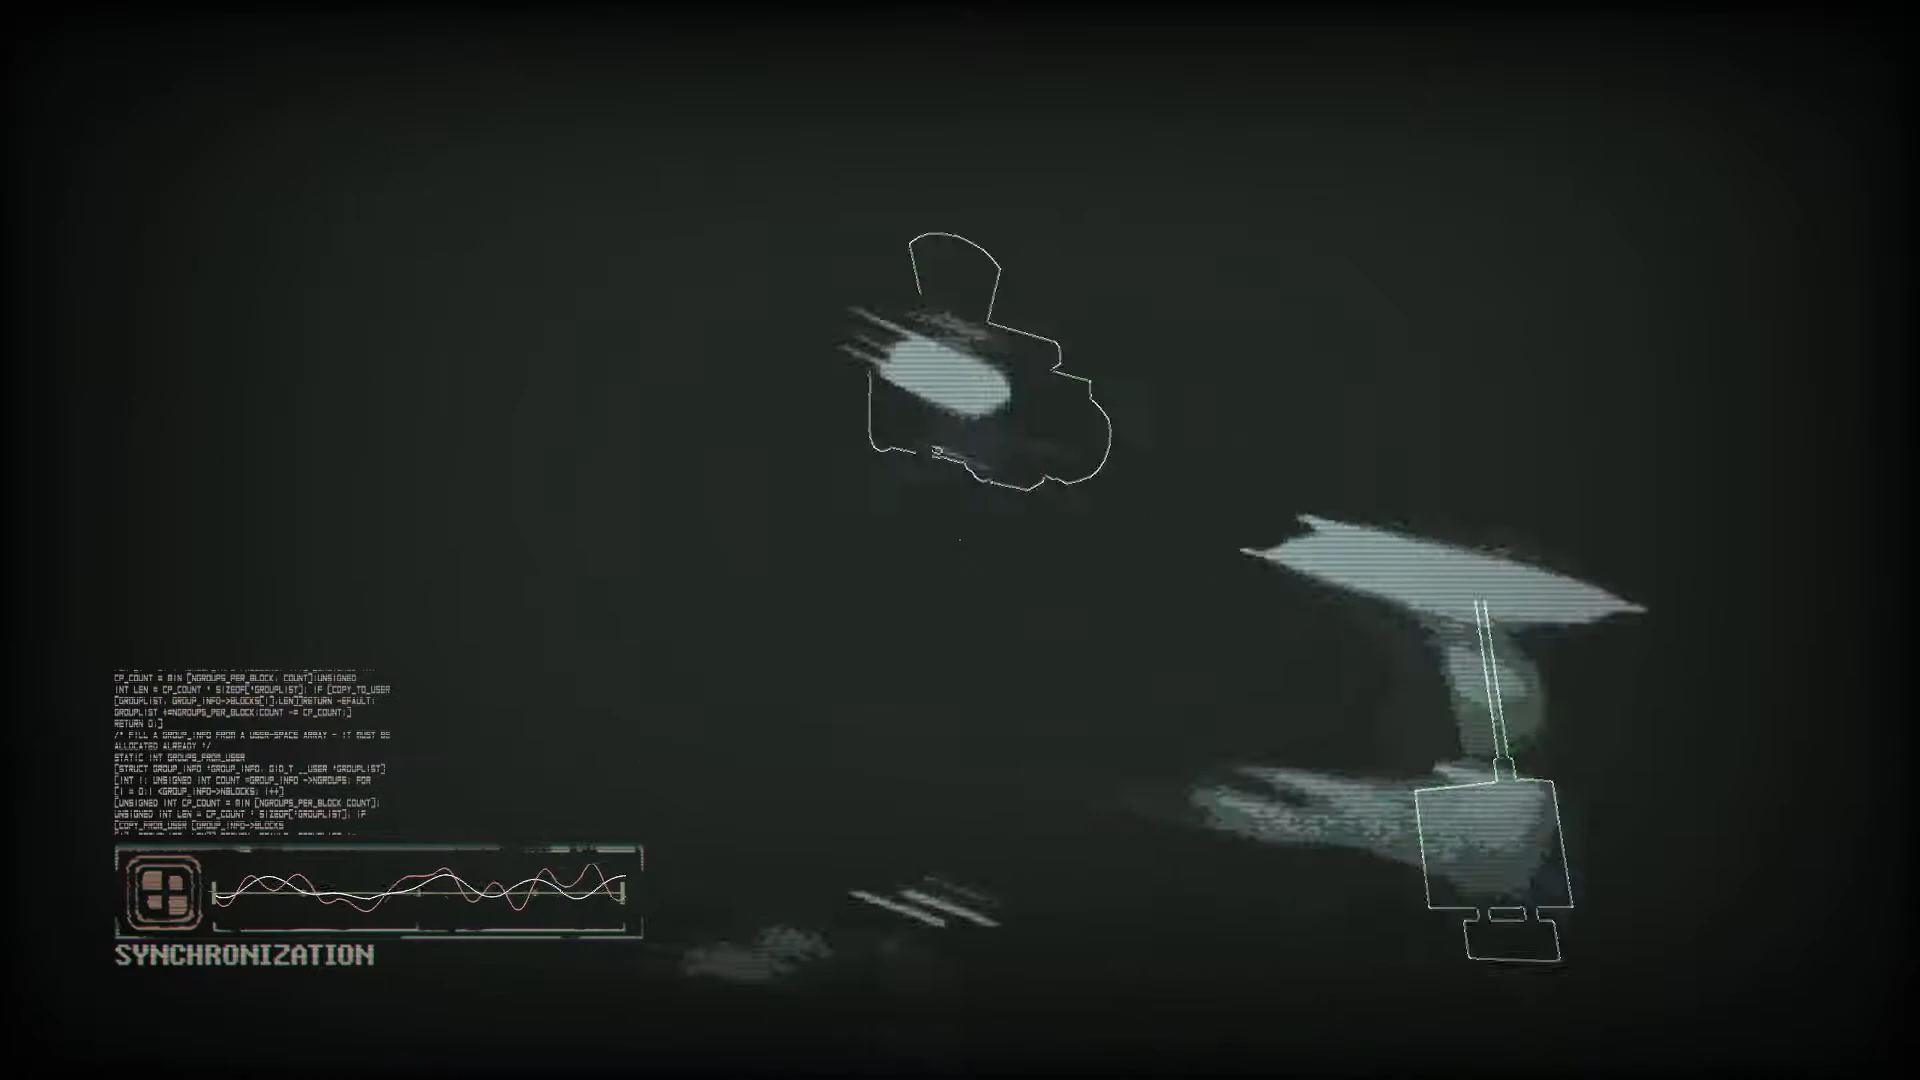 CP_COUNT = MIN [NGROUPS_PER_BLOCK, COUNT];UNSIGNED
INT LEN = CP_COUNT * SIZEOF[*GROUPLIST]; IF [COPY_TO_USER
[GROUPLIST, GROUP_INFO->BLOCKS[I],LEN]]RETURN -EFAULT;
GROUPLIST +=NGROUPS_PER_BLOCK;COUNT -= CP_COUNT;]
RETURN 0;]
/* FILL A GROUP_INFO FROM A USER-SPACE ARRAY - IT MUST BE
ALLOCATED ALREADY */
STATIC INT GROUPS_FROM_USER
[STRUCT GROUP_INFO *GROUP_INFO, GID_T __USER *GROUPLIST]
[INT I; UNSIGNED INT COUNT =GROUP_INFO ->NGROUPS; FOR
[I = 0;I <GROUP_INFO->NBLOCKS; I++]
[UNSIGNED INT CP_COUNT = MIN [NGROUPS_PER_BLOCK COUNT];
UNSIGNED INT LEN = CP_COUNT * SIZEOF[*GROUPLIST]; IF
[COPY_FROM_USER [GROUP_INFO->BLOCKS
SYNCHRONIZATION